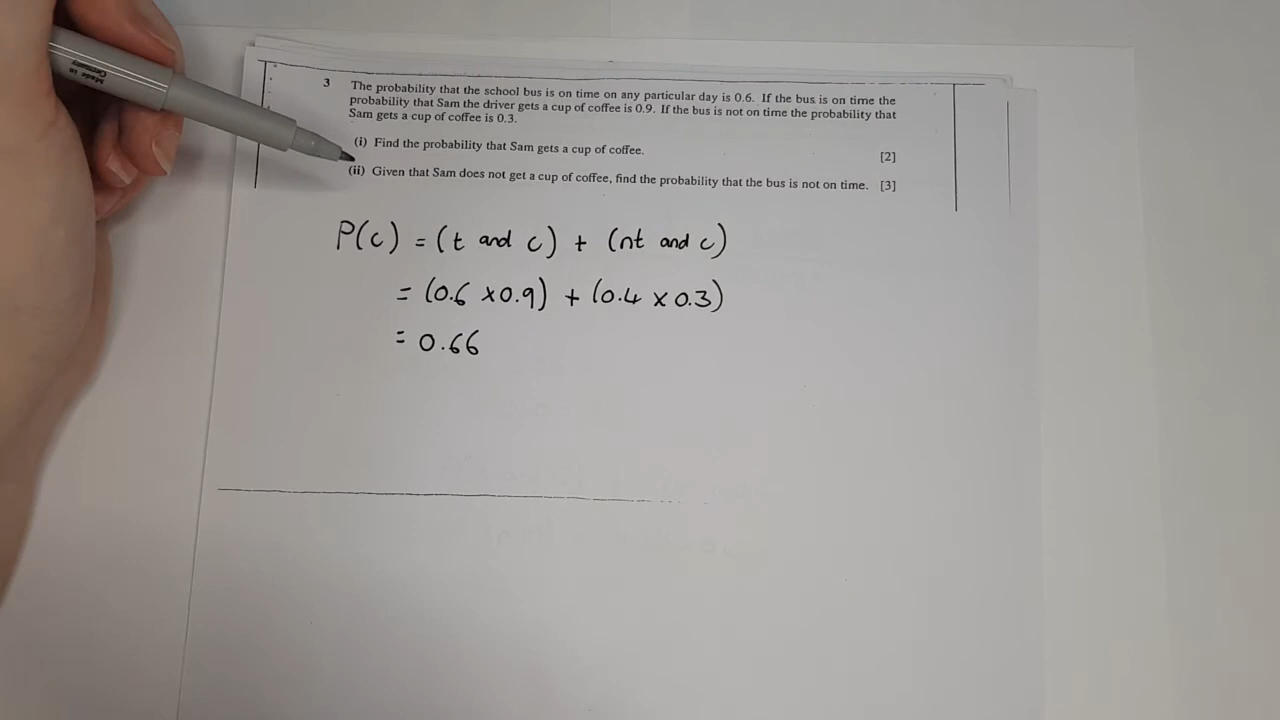 Made in
Germany
3 The probability that the school bus is on time on any particular day is 0.6. If the bus is on time the
probability that Sam the driver gets a cup of coffee is 0.9. If the bus is not on time the probability that
Sam gets a cup of coffee is 0.3.
(i) Find the probability that Sam gets a cup of coffee. [2]
(ii) Given that Sam does not get a cup of coffee, find the probability that the bus is not on time. [3]
P(c) = (t and c) + (nt and c)
= (0.6 × 0.9) + (0.4 × 0.3)
= 0.66